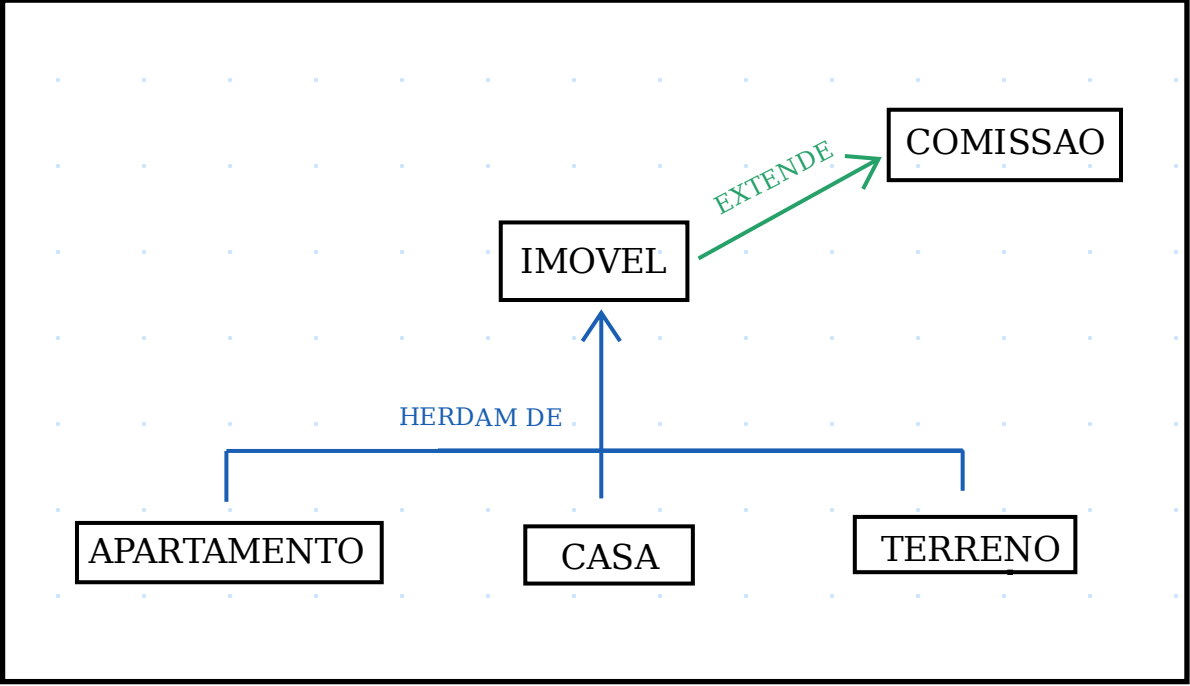 COMISSAO
EXTENDE
IMOVEL
HERDAM DE
APARTAMENTO
CASA
TERRENO